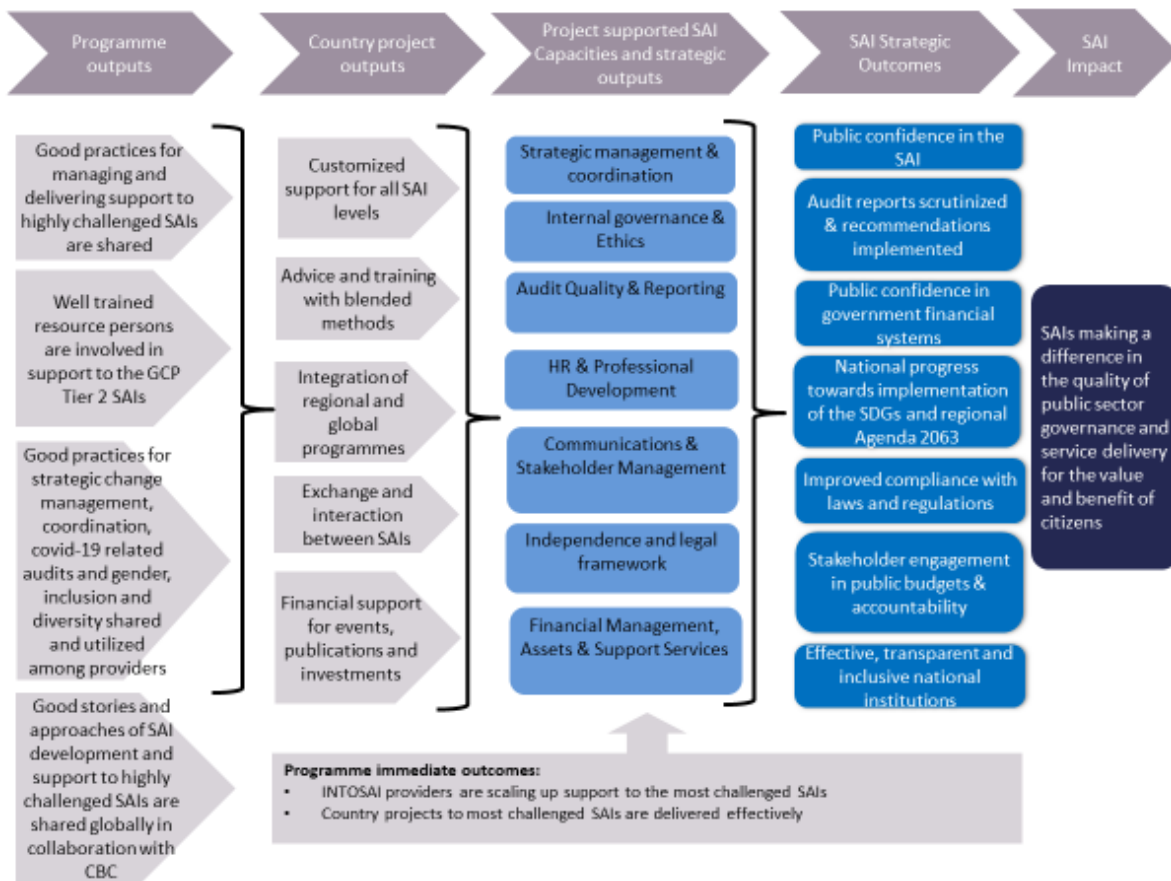 Programme
outputs
Country project
outputs
Project supported SAI
Capacities and strategic
outputs
SAI Strategic
Outcomes
SAI
Impact
Good practices for
managing and
delivering support to
highly challenged SAIs
are shared
Well trained
resource persons
are involved in
support to the GCP
Tier 2 SAIs
Good practices for
strategic change
management,
coordination,
covid-19 related
audits and gender,
inclusion and
diversity shared
and utilized
among providers
Good stories and
approaches of SAI
development and
support to highly
challenged SAIs are
shared globally in
collaboration with
CBC
Customized
support for all SAI
levels
Advice and training
with blended
methods
Integration of
regional and
global
programmes
Exchange and
interaction
between SAIs
Financial support
for events,
publications and
investments
Strategic management &
coordination
Internal governance &
Ethics
Audit Quality & Reporting
HR & Professional
Development
Communications &
Stakeholder Management
Independence and legal
framework
Financial Management,
Assets & Support Services
Public confidence in the
SAI
Audit reports scrutinized
& recommendations
implemented
Public confidence in
government financial
systems
National progress
towards implementation
of the SDGs and regional
Agenda 2063
Improved compliance with
laws and regulations
Stakeholder engagement
in public budgets &
accountability
Effective, transparent and
inclusive national
institutions
SAIs making a
difference in
the quality of
public sector
governance and
service delivery
for the value
and benefit of
citizens
Programme immediate outcomes:
• INTOSAI providers are scaling up support to the most challenged SAIs
• Country projects to most challenged SAIs are delivered effectively